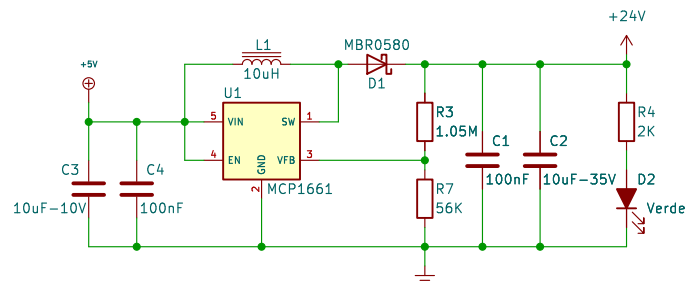 +24V
L1
MBR0580
+5V
10uH
D1
U1
R3
1.05M
R4
2K
5
VIN
SW
1
C1
C2
4
EN
GND
VFB
3
C3
C4
100nF
10uF-35V
D2
2
MCP1661
R7
56K
10uF-10V
100nF
Verde